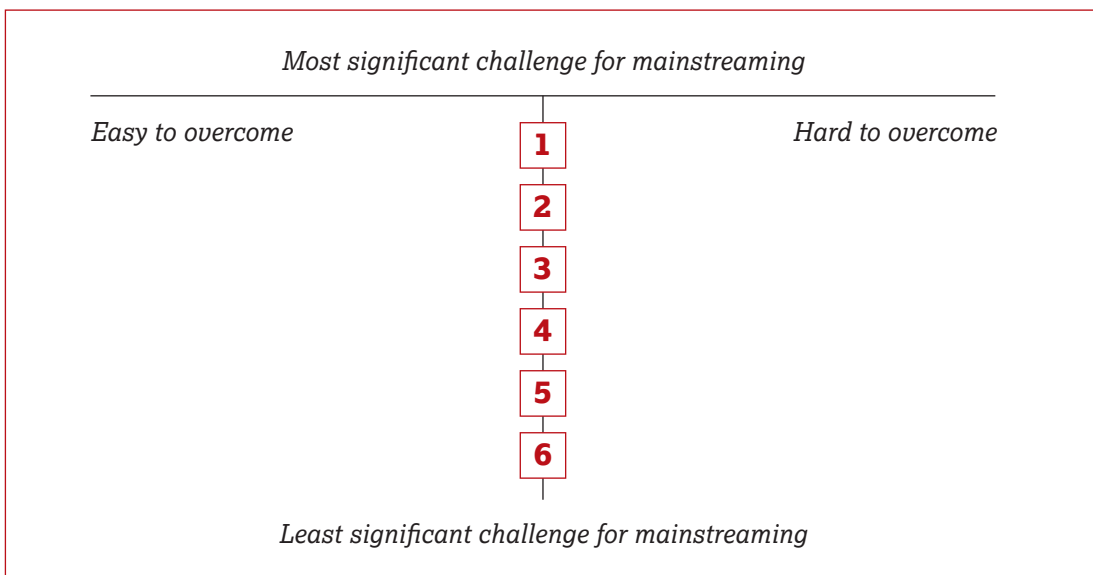 Most significant challenge for mainstreaming
Easy to overcome
Hard to overcome
1
2
3
4
5
6
Least significant challenge for mainstreaming